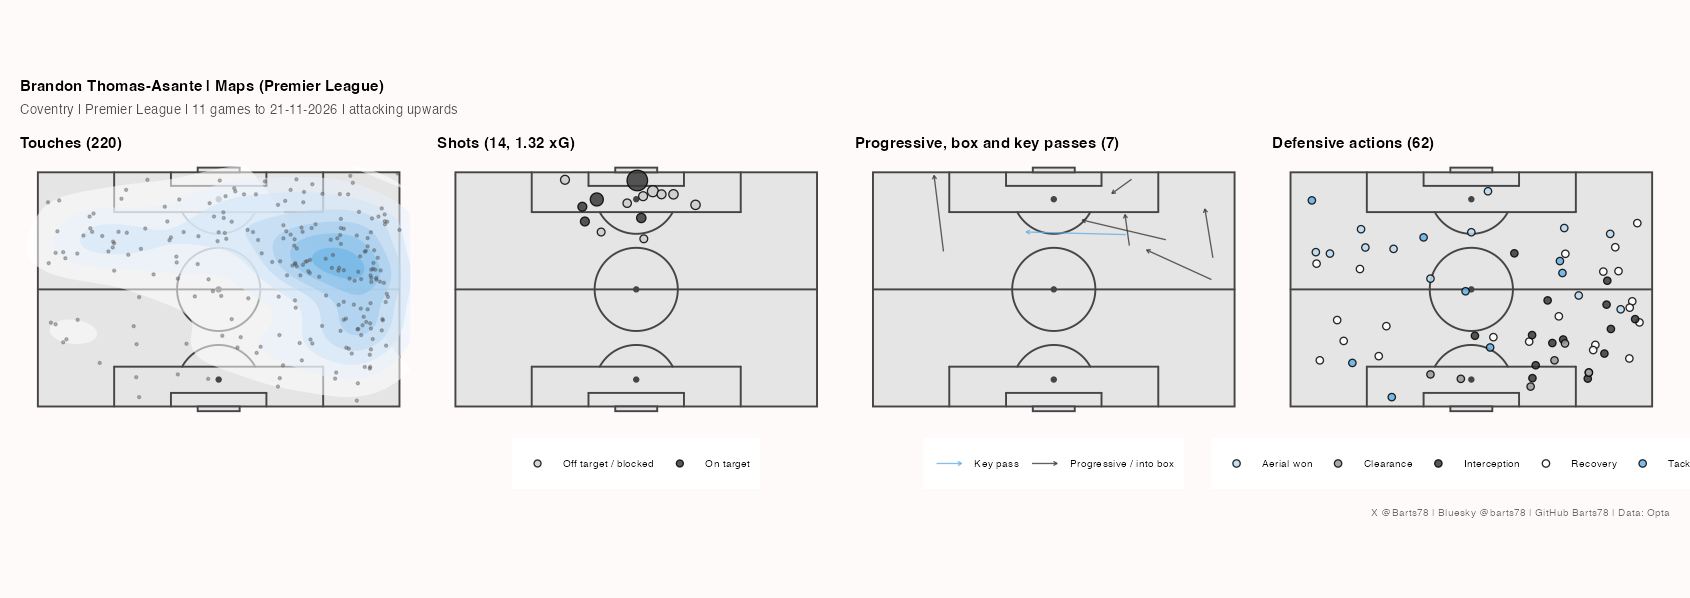 Brandon Thomas-Asante | Maps (Premier League)
Coventry | Premier League | 11 games to 21-11-2026 | attacking upwards
Touches (220)
Shots (14, 1.32 xG)
Progressive, box and key passes (7)
Defensive actions (62)
Off target / blocked
On target
Key pass
Progressive / into box
Aerial won
Clearance
Interception
Recovery
Tack
X @Barts78 | Bluesky @barts78 | GitHub Barts78 | Data: Opta